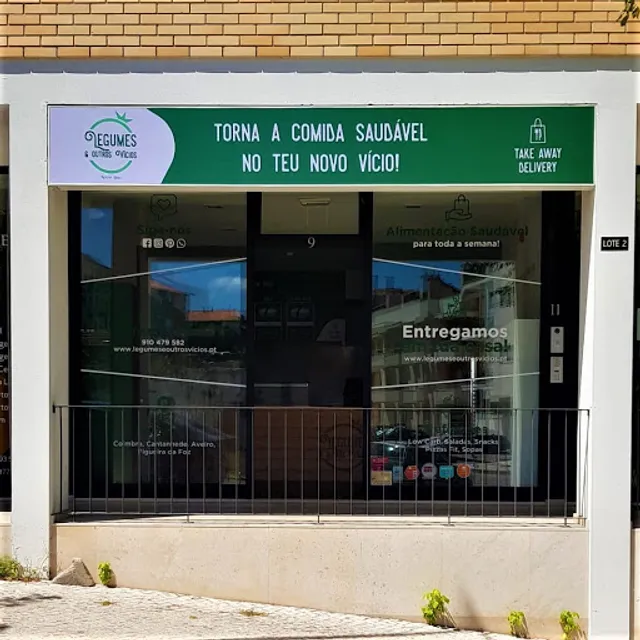 LEGUMES
& OUTROS VÍCIOS
TORNA A COMIDA SAUDÁVEL
NO TEU NOVO VÍCIO!
TAKE AWAY
DELIVERY
LOTE 2
Siga-nos
9
Alimentação Saudável
para toda a semana!
910 479 582
www.legumeseoutrosvicios.pt
Entregamos
www.legumeseoutrosvicios.pt
Coimbra, Cantanhede, Aveiro,
Figueira da Foz
Low Carb, Saladas, Snacks
Pizzas Fit, Sopas